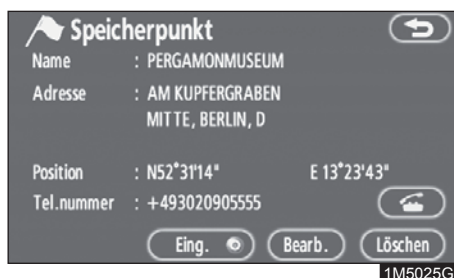 Speicherpunkt
Name : PERGAMONMUSEUM
Adresse : AM KUPFERGRABEN
MITTE, BERLIN, D
Position : N52°31'14" E 13°23'43"
Tel.nummer : +493020905555
Eing. Bearb. Löschen
1M5025G